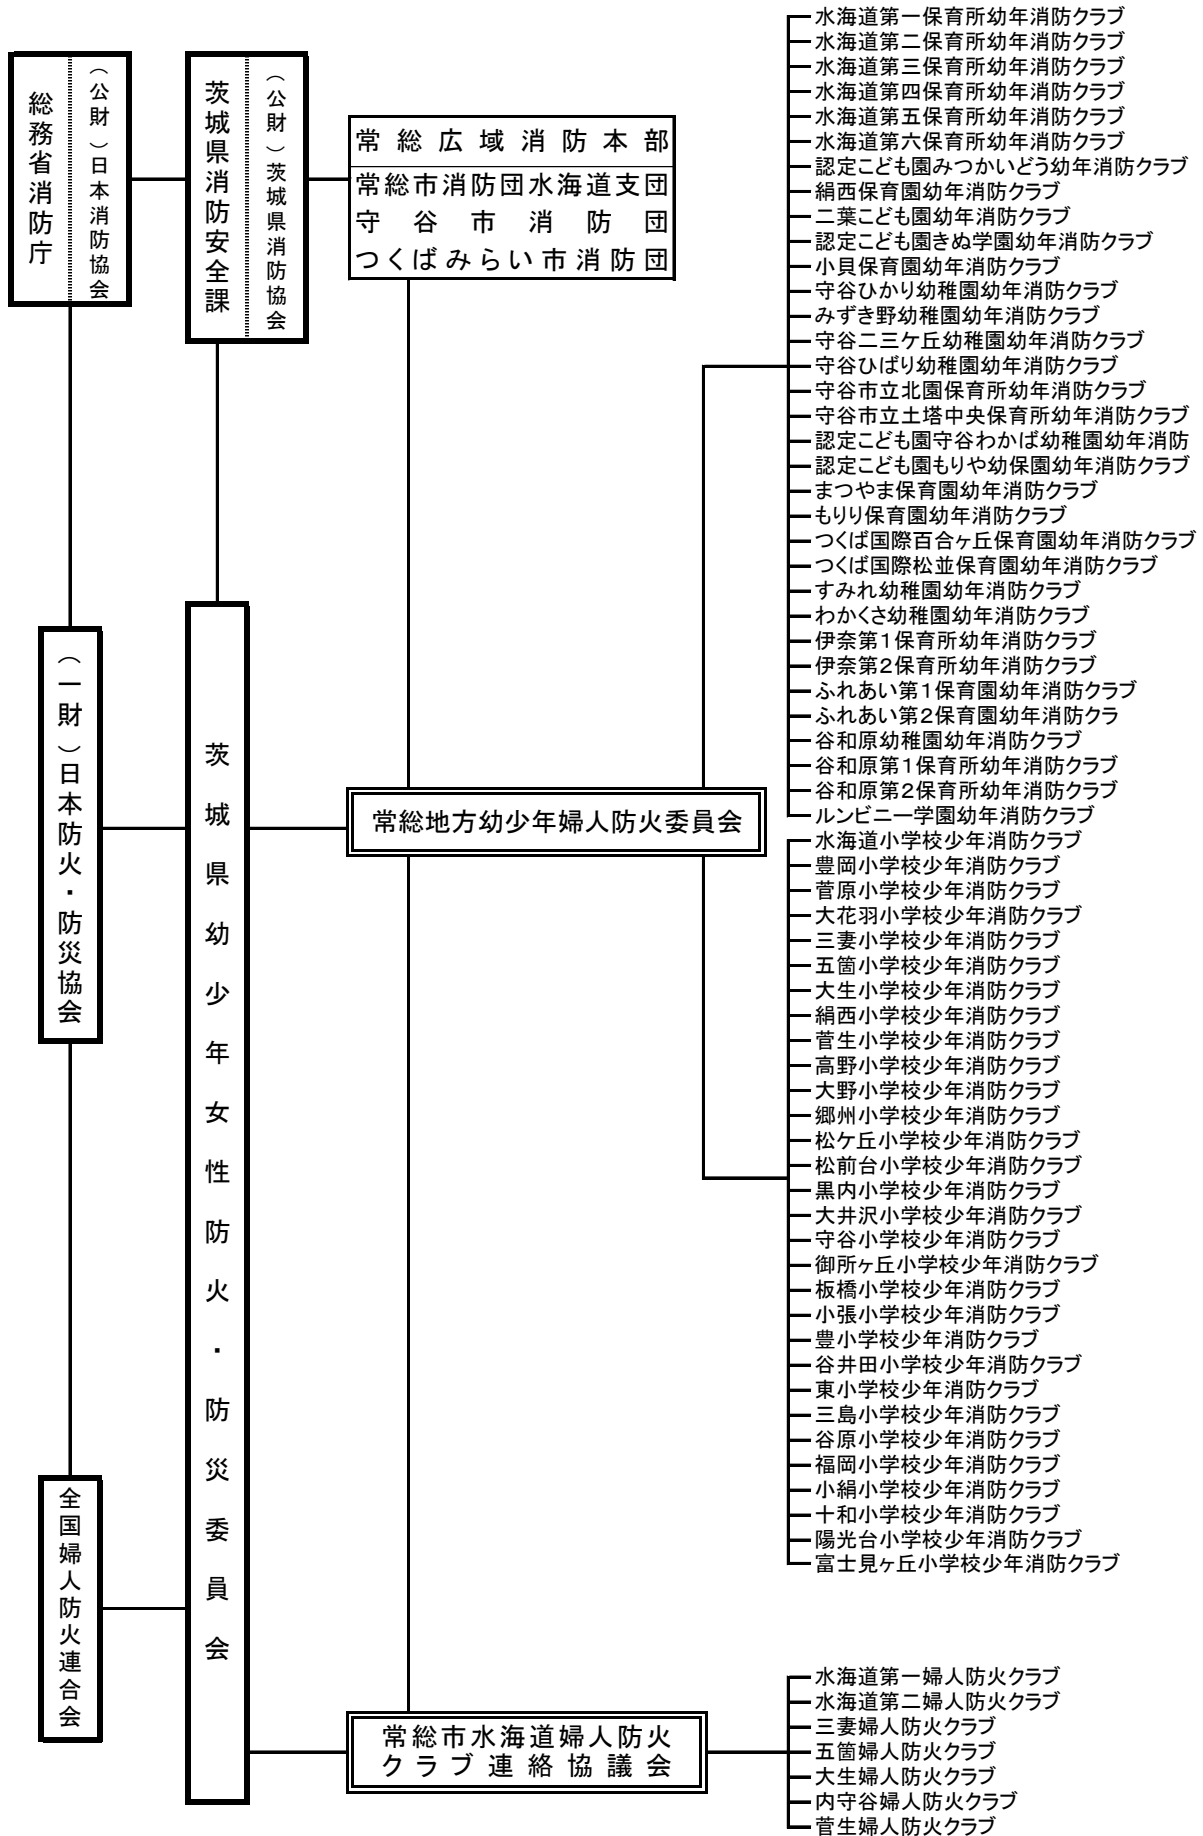 総務省消防庁
（公財）日本消防協会
茨城県消防安全課
（公財）茨城県消防協会
常総広域消防本部
常総市消防団水海道支団
守谷市消防団
つくばみらい市消防団
（一財）日本防火・防災協会
全国婦人防火連合会
茨城県幼少年女性防火・防災委員会
常総地方幼少年婦人防火委員会
常総市水海道婦人防火
クラブ連絡協議会
水海道第一保育所幼年消防クラブ
水海道第二保育所幼年消防クラブ
水海道第三保育所幼年消防クラブ
水海道第四保育所幼年消防クラブ
水海道第五保育所幼年消防クラブ
水海道第六保育所幼年消防クラブ
認定こども園みつかいどう幼年消防クラブ
絹西保育園幼年消防クラブ
二葉こども園幼年消防クラブ
認定こども園きぬ学園幼年消防クラブ
小貝保育園幼年消防クラブ
守谷ひかり幼稚園幼年消防クラブ
みずき野幼稚園幼年消防クラブ
守谷二三ケ丘幼稚園幼年消防クラブ
守谷ひばり幼稚園幼年消防クラブ
守谷市立北園保育所幼年消防クラブ
守谷市立土塔中央保育所幼年消防クラブ
認定こども園守谷わかば幼稚園幼年消防
認定こども園もりや幼保園幼年消防クラブ
まつやま保育園幼年消防クラブ
もりり保育園幼年消防クラブ
つくば国際百合ヶ丘保育園幼年消防クラブ
つくば国際松並保育園幼年消防クラブ
すみれ幼稚園幼年消防クラブ
わかくさ幼稚園幼年消防クラブ
伊奈第１保育所幼年消防クラブ
伊奈第２保育所幼年消防クラブ
ふれあい第１保育園幼年消防クラブ
ふれあい第２保育園幼年消防クラ
谷和原幼稚園幼年消防クラブ
谷和原第１保育所幼年消防クラブ
谷和原第２保育所幼年消防クラブ
ルンビニー学園幼年消防クラブ
水海道小学校少年消防クラブ
豊岡小学校少年消防クラブ
菅原小学校少年消防クラブ
大花羽小学校少年消防クラブ
三妻小学校少年消防クラブ
五箇小学校少年消防クラブ
大生小学校少年消防クラブ
絹西小学校少年消防クラブ
菅生小学校少年消防クラブ
高野小学校少年消防クラブ
大野小学校少年消防クラブ
郷州小学校少年消防クラブ
松ケ丘小学校少年消防クラブ
松前台小学校少年消防クラブ
黒内小学校少年消防クラブ
大井沢小学校少年消防クラブ
守谷小学校少年消防クラブ
御所ヶ丘小学校少年消防クラブ
板橋小学校少年消防クラブ
小張小学校少年消防クラブ
豊小学校少年消防クラブ
谷井田小学校少年消防クラブ
東小学校少年消防クラブ
三島小学校少年消防クラブ
谷原小学校少年消防クラブ
福岡小学校少年消防クラブ
小絹小学校少年消防クラブ
十和小学校少年消防クラブ
陽光台小学校少年消防クラブ
富士見ヶ丘小学校少年消防クラブ
水海道第一婦人防火クラブ
水海道第二婦人防火クラブ
三妻婦人防火クラブ
五箇婦人防火クラブ
大生婦人防火クラブ
内守谷婦人防火クラブ
菅生婦人防火クラブ